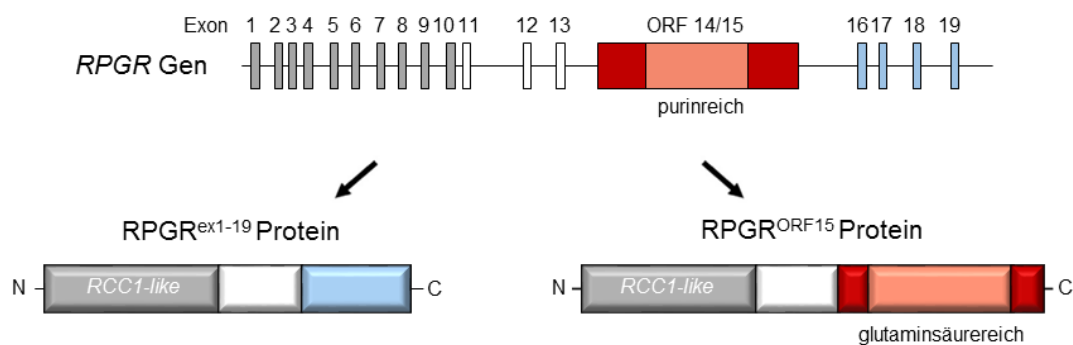 Exon 1 2 3 4 5 6 7 8 9 10 11 12 13 ORF 14/15 16 17 18 19
RPGR Gen
purinreich
RPGRex1-19 Protein
RPGRORF15 Protein
N RCC1-like C
N RCC1-like C
glutaminsäurereich